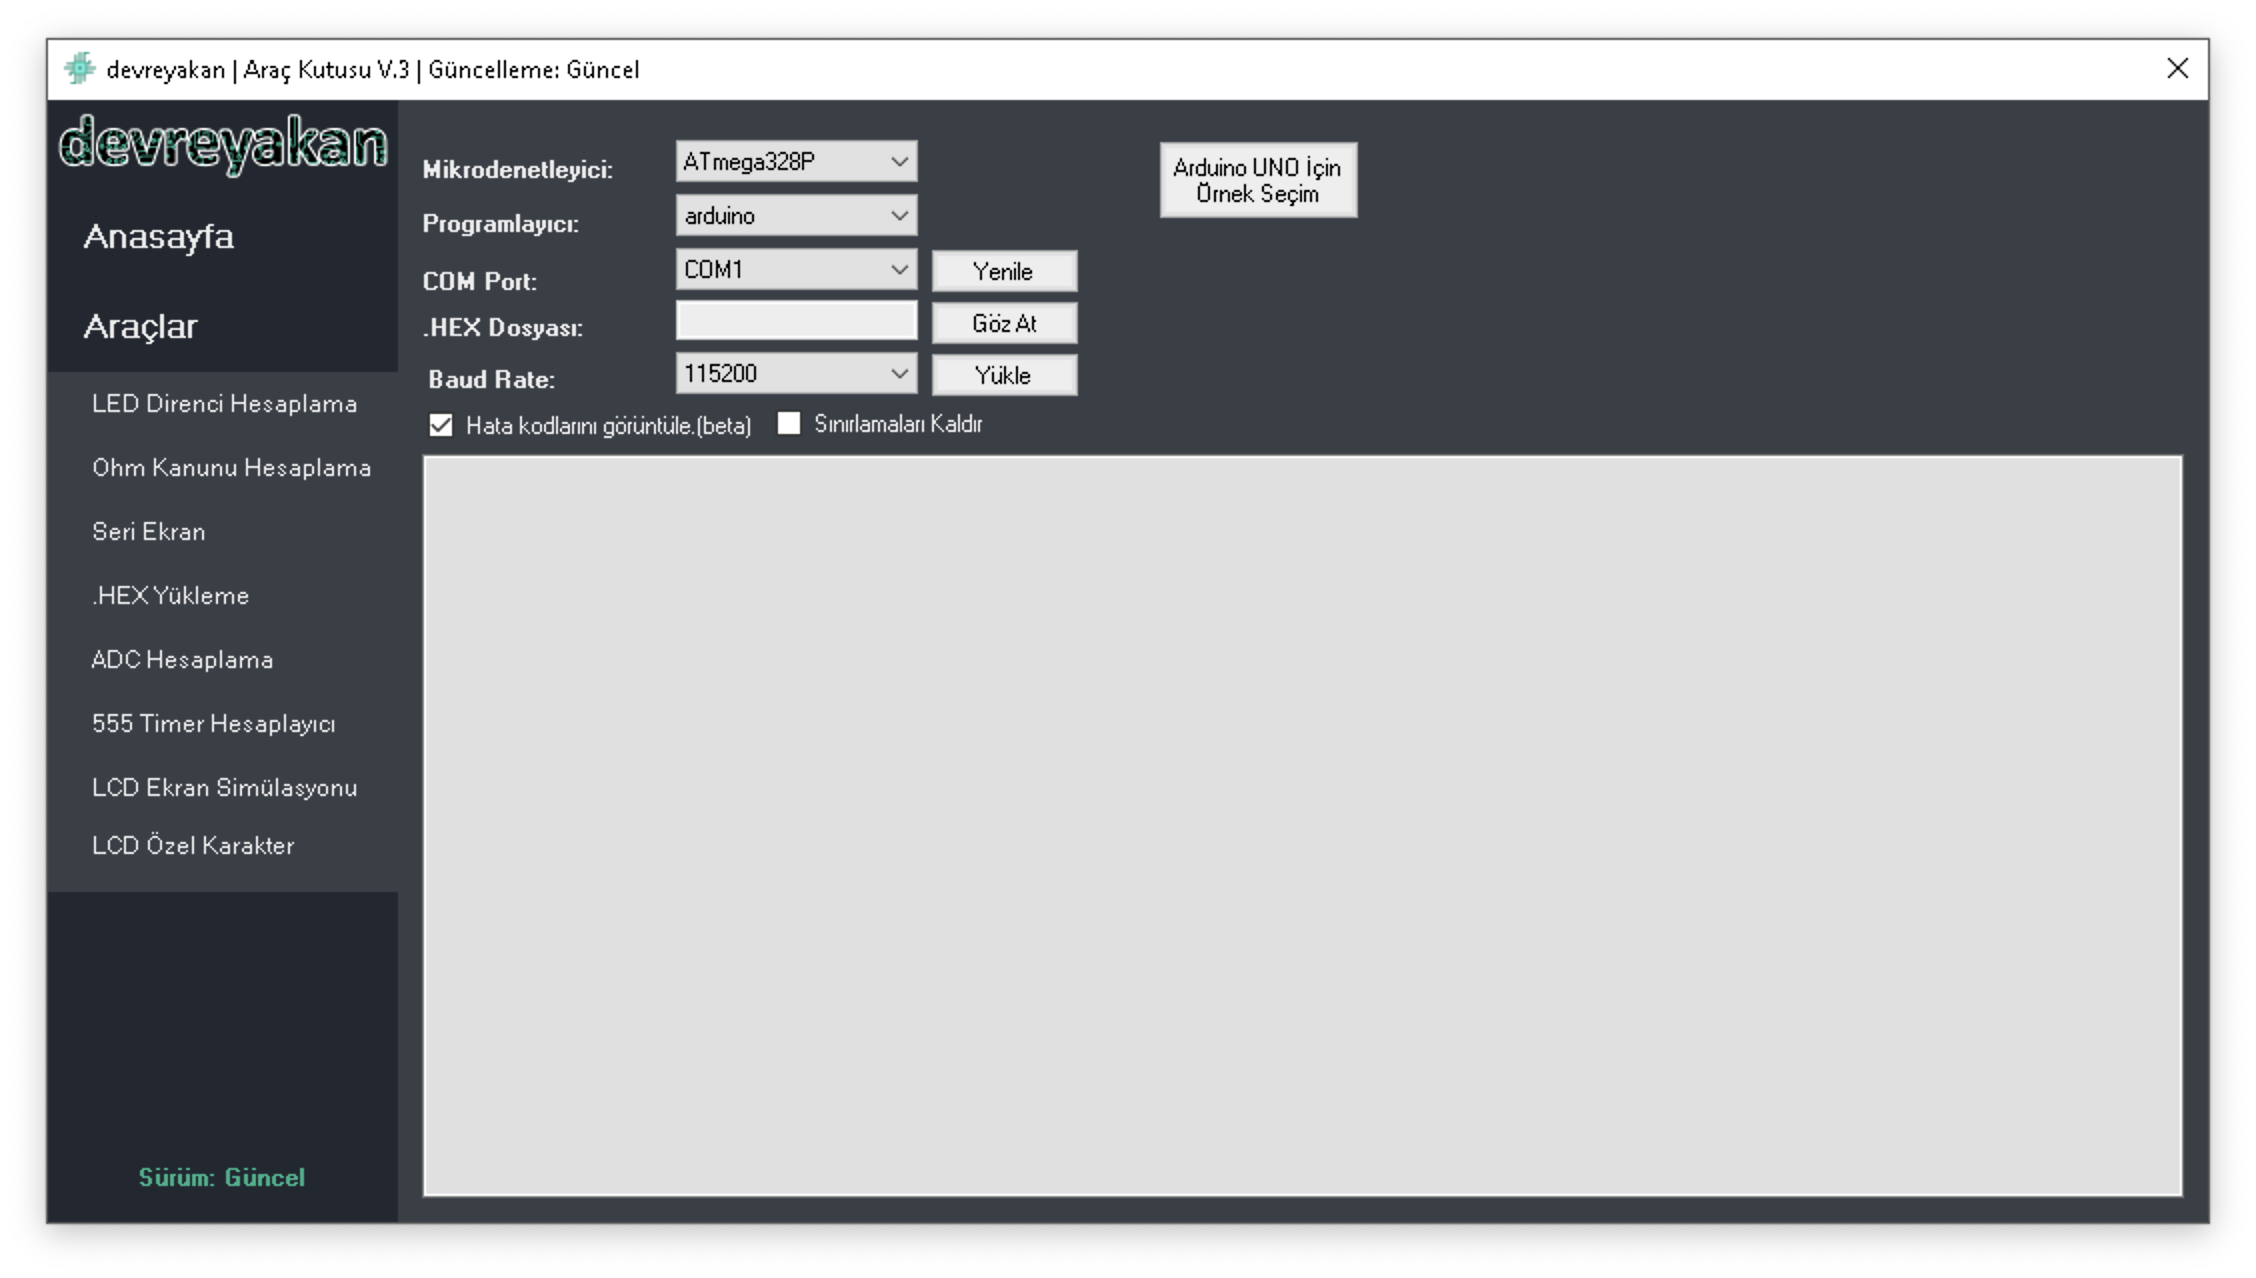 devreyakan | Araç Kutusu V.3 | Güncelleme: Güncel
devreyakan
Anasayfa
Araçlar
LED Direnci Hesaplama
Ohm Kanunu Hesaplama
Seri Ekran
.HEX Yükleme
ADC Hesaplama
555 Timer Hesaplayıcı
LCD Ekran Simülasyonu
LCD Özel Karakter
Sürüm: Güncel
Mikrodenetleyici: ATmega328P
Arduino UNO İçin
Örnek Seçim
Programlayıcı: arduino
COM Port: COM1 Yenile
.HEX Dosyası: Göz At
Baud Rate: 115200 Yükle
Hata kodlarını görüntüle.(beta) Sınırlamaları Kaldır